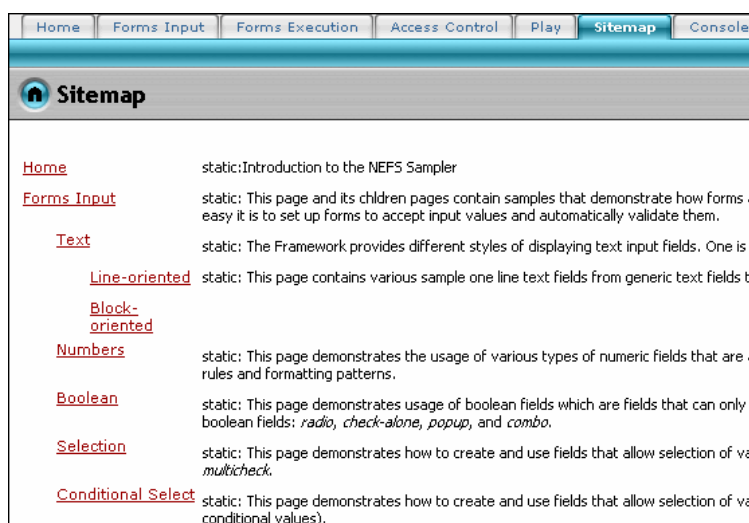 Home Forms Input Forms Execution Access Control Play Sitemap Console
Sitemap
Home static:Introduction to the NEFS Sampler
Forms Input static: This page and its chldren pages contain samples that demonstrate how forms
easy it is to set up forms to accept input values and automatically validate them.
Text static: The Framework provides different styles of displaying text input fields. One is
Line-oriented static: This page contains various sample one line text fields from generic text fields
Block-
oriented
Numbers static: This page demonstrates the usage of various types of numeric fields that are
rules and formatting patterns.
Boolean static: This page demonstrates usage of boolean fields which are fields that can only
boolean fields: radio, check-alone, popup, and combo.
Selection static: This page demonstrates how to create and use fields that allow selection of
multicheck.
Conditional Select static: This page demonstrates how to create and use fields that allow selection of
conditional values).